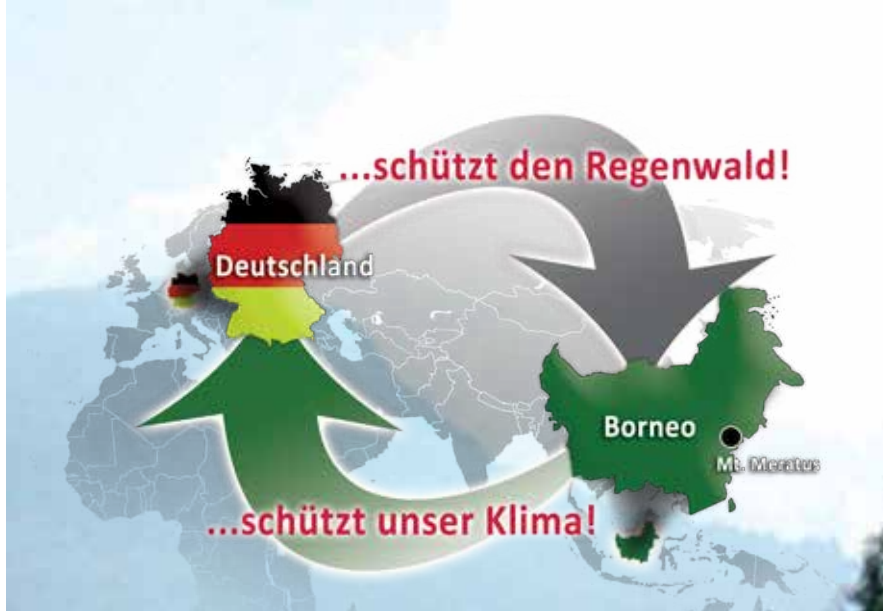 ...schützt den Regenwald!
Deutschland
Borneo
Mt. Meratus
...schützt unser Klima!